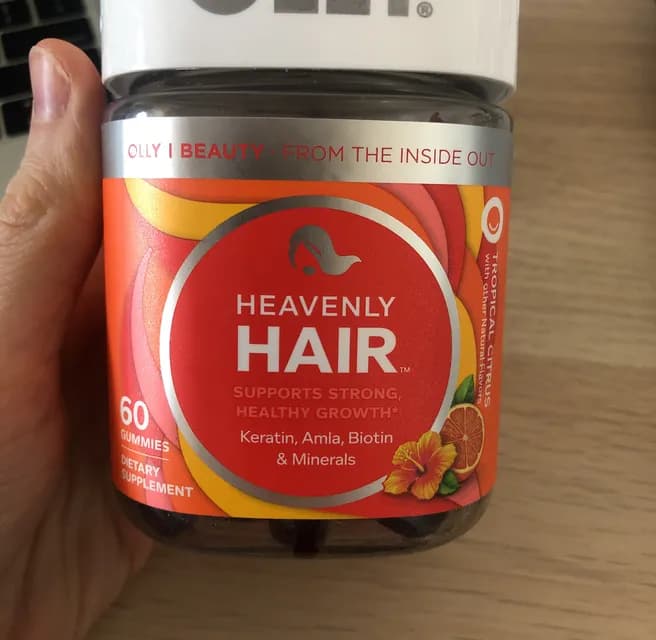 OLLY®
OLLY | BEAUTY · FROM THE INSIDE OUT
HEAVENLY
HAIR™
SUPPORTS STRONG,
HEALTHY GROWTH*
Keratin, Amla, Biotin
& Minerals
60
GUMMIES
DIETARY
SUPPLEMENT
TROPICAL CITRUS
with other Natural Flavors